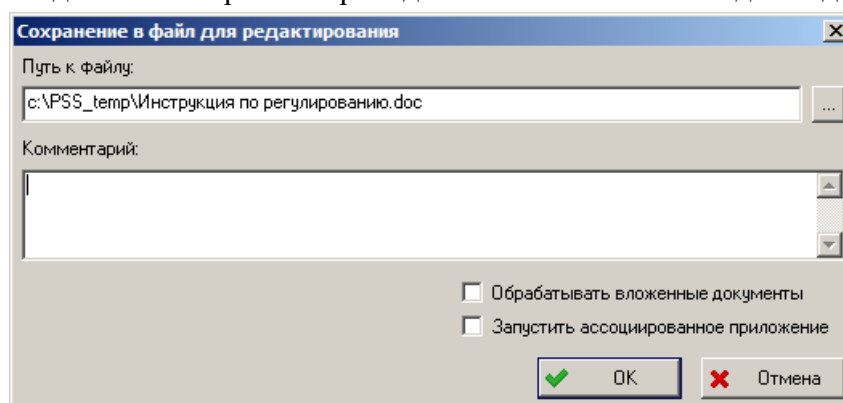 Сохранение в файл для редактирования
Путь к файлу:
c:\PSS_temp\Инструкция по регулированию.doc
...
Комментарий:
Обрабатывать вложенные документы
Запустить ассоциированное приложение
OK
Отмена